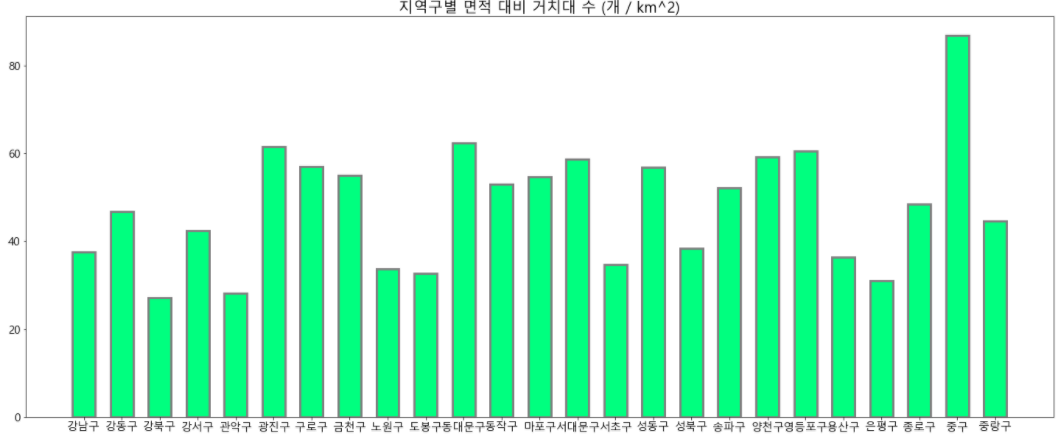 지역구별 면적 대비 거치대 수 (개 / km^2)
80
60
40
20
0
강남구 강동구 강북구 강서구 관악구 광진구 구로구 금천구 노원구 도봉구 동대문구 동작구 마포구 서대문구 서초구 성동구 성북구 송파구 양천구 영등포구 용산구 은평구 종로구 중구 중랑구